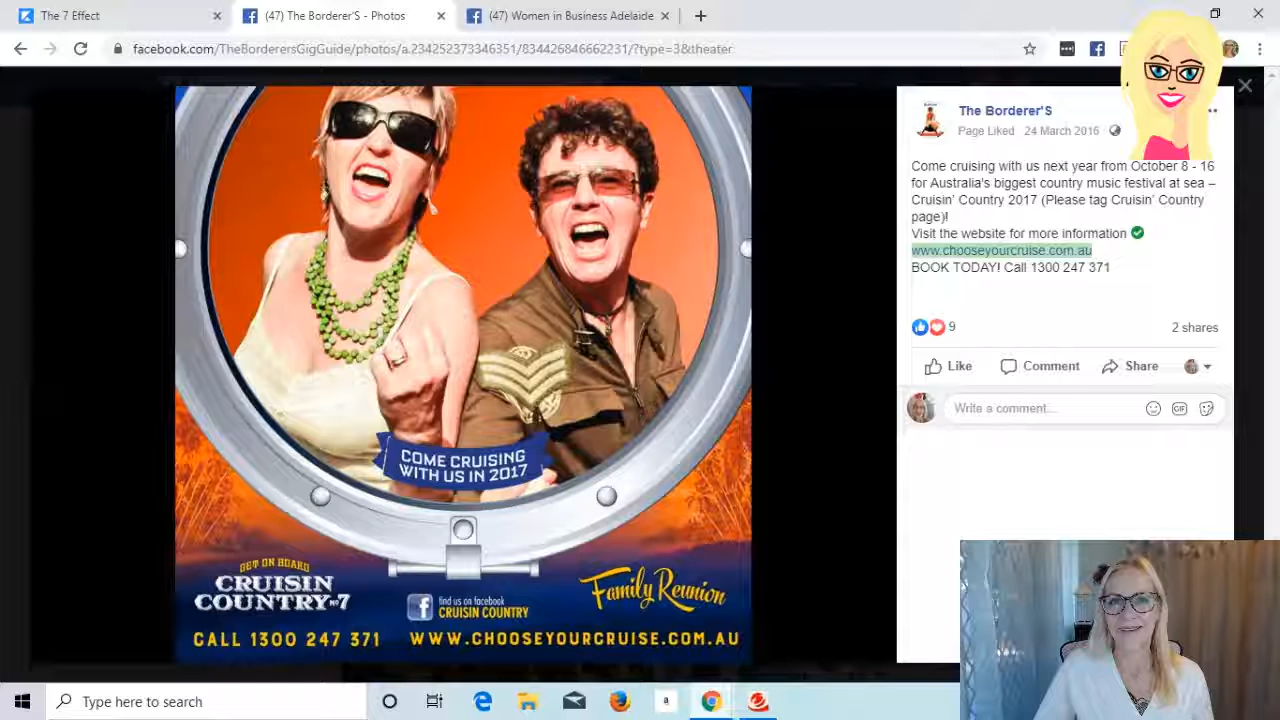 The 7 Effect
(47) The Borderer'S - Photos
(47) Women in Business Adelaide
facebook.com/TheBorderersGigGuide/photos/a.234252373346351/834426846662231/?type=3&theater
The Borderer'S
Page Liked 24 March 2016
Come cruising with us next year from October 8 - 16
for Australia's biggest country music festival at sea –
Cruisin' Country 2017 (Please tag Cruisin' Country
page)!
Visit the website for more information
www.chooseyourcruise.com.au
BOOK TODAY! Call 1300 247 371
9
2 shares
Like Comment Share
Write a comment...
GIF
COME CRUISING
WITH US IN 2017
GET ON BOARD
CRUISIN
COUNTRY Nº7
find us on facebook
CRUISIN COUNTRY
Family Reunion
CALL 1300 247 371 WWW.CHOOSEYOURCRUISE.COM.AU
Type here to search